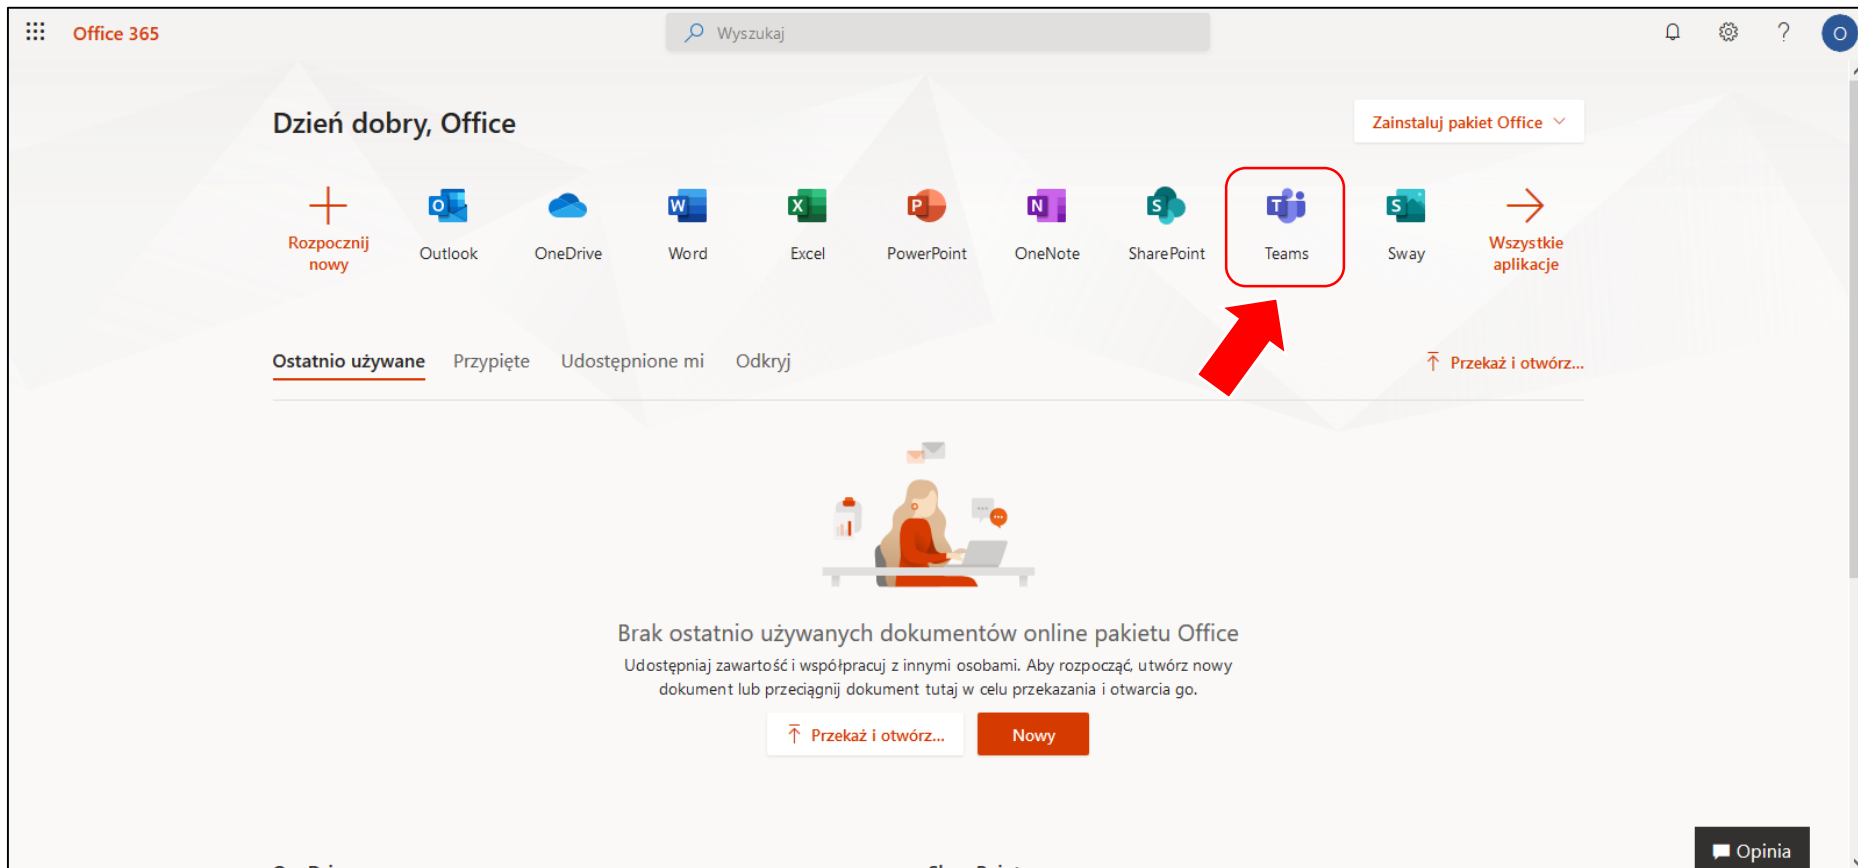 Office 365
Wyszukaj
O
Dzień dobry, Office
Zainstaluj pakiet Office
Rozpocznij
nowy
Outlook
OneDrive
Word
Excel
PowerPoint
OneNote
SharePoint
Teams
Sway
Wszystkie
aplikacje
Ostatnio używane Przypięte Udostępnione mi Odkryj
Przekaż i otwórz...
Brak ostatnio używanych dokumentów online pakietu Office
Udostępniaj zawartość i współpracuj z innymi osobami. Aby rozpocząć, utwórz nowy
dokument lub przeciągnij dokument tutaj w celu przekazania i otwarcia go.
Przekaż i otwórz...
Nowy
Opinia